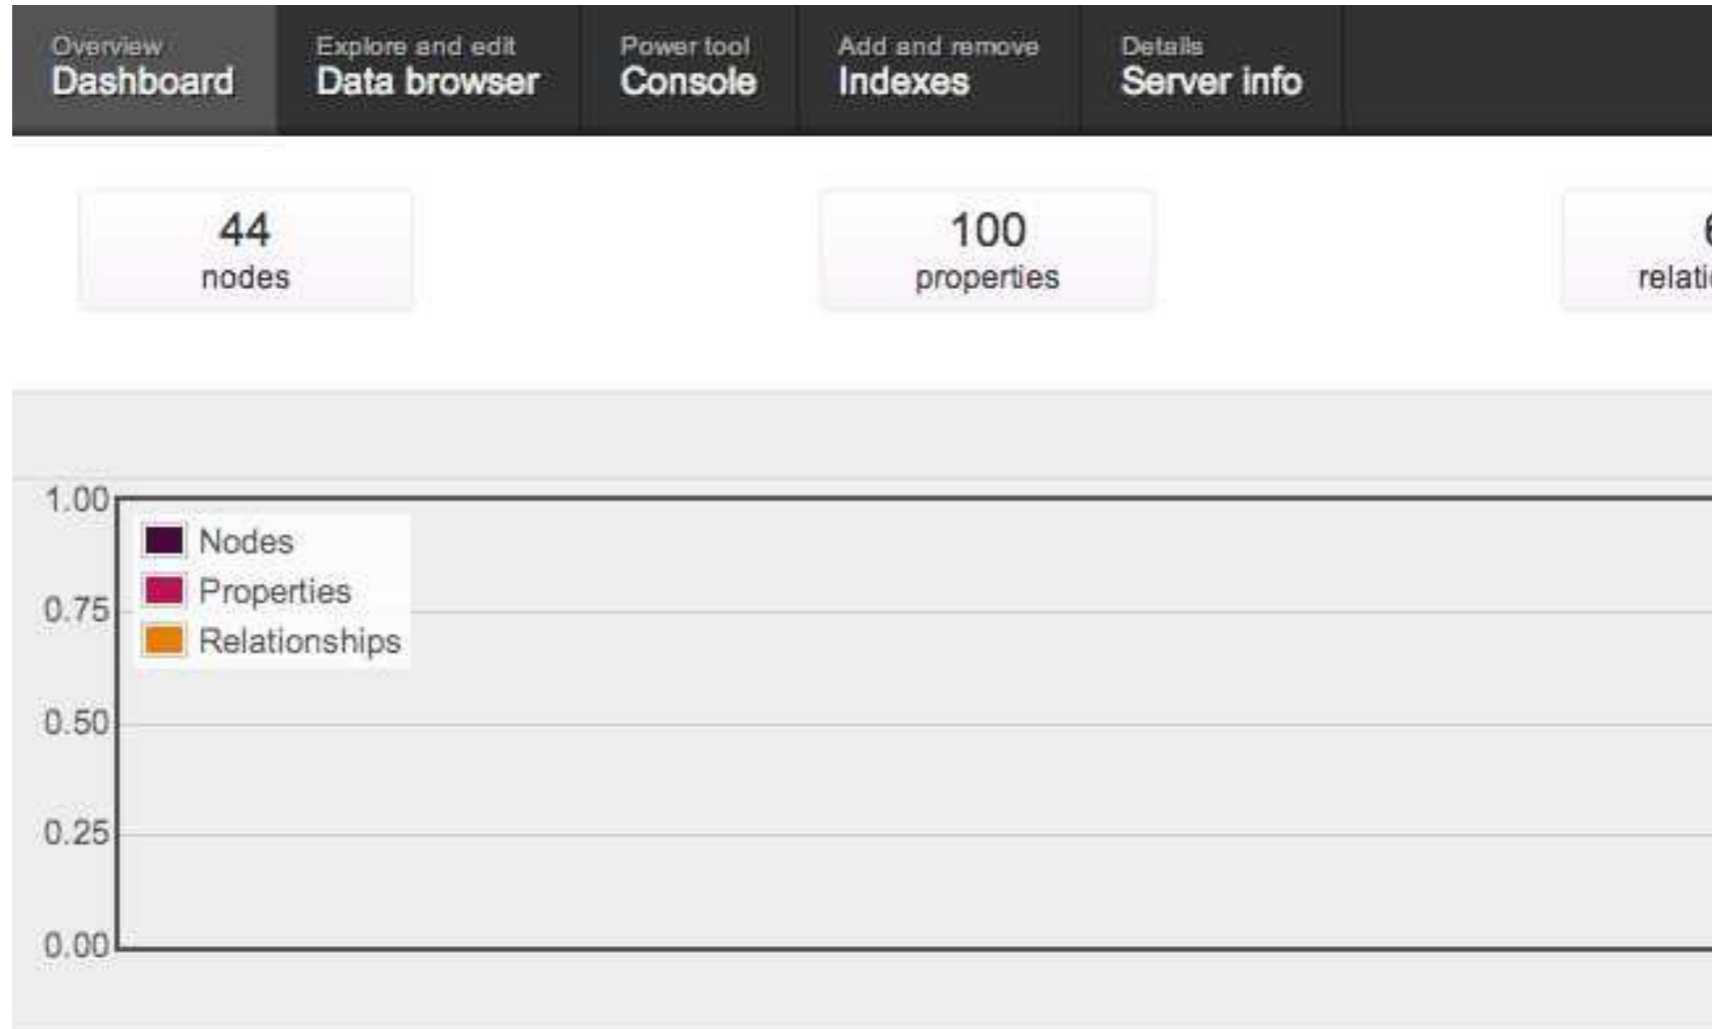 Overview Explore and edit Power tool Add and remove Details
Dashboard Data browser Console Indexes Server info
44 100
nodes properties
1.00
Nodes
Properties
0.75
Relationships
0.50
0.25
0.00